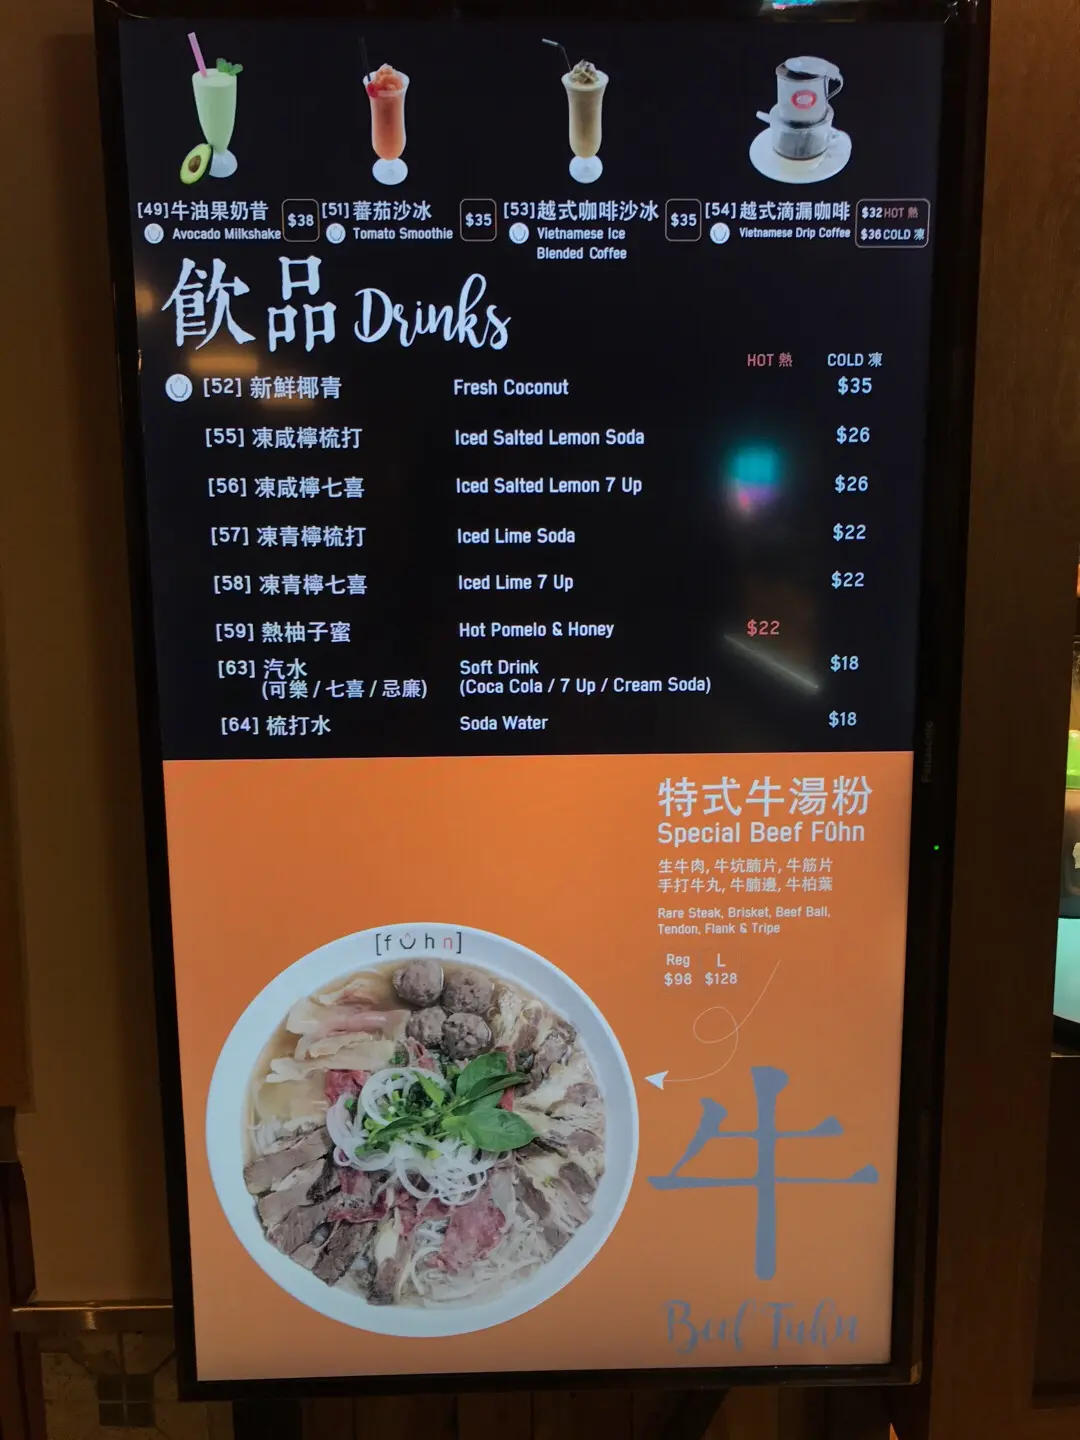 [49]牛油果奶昔
Avocado Milkshake
$38
[51]蕃茄沙冰
Tomato Smoothie
$35
[53]越式咖啡沙冰
Vietnamese Ice
Blended Coffee
$35
[54]越式滴漏咖啡
Vietnamese Drip Coffee
$32 HOT 熱
$36 COLD 凍
飲品 Drinks
HOT 熱 COLD 凍
[52] 新鮮椰青 Fresh Coconut $35
[55] 凍咸檸梳打 Iced Salted Lemon Soda $26
[56] 凍咸檸七喜 Iced Salted Lemon 7 Up $26
[57] 凍青檸梳打 Iced Lime Soda $22
[58] 凍青檸七喜 Iced Lime 7 Up $22
[59] 熱柚子蜜 Hot Pomelo & Honey $22
[63] 汽水 Soft Drink $18
(可樂 / 七喜 / 忌廉) (Coca Cola / 7 Up / Cream Soda)
[64] 梳打水 Soda Water $18
特式牛湯粉
Special Beef Fûhn
生牛肉, 牛坑腩片, 牛筋片
手打牛丸, 牛腩邊, 牛柏葉
Rare Steak, Brisket, Beef Ball,
Tendon, Flank & Tripe
Reg L
$98 $128
[fûhn]
牛
Beef Fuhn
Panasonic